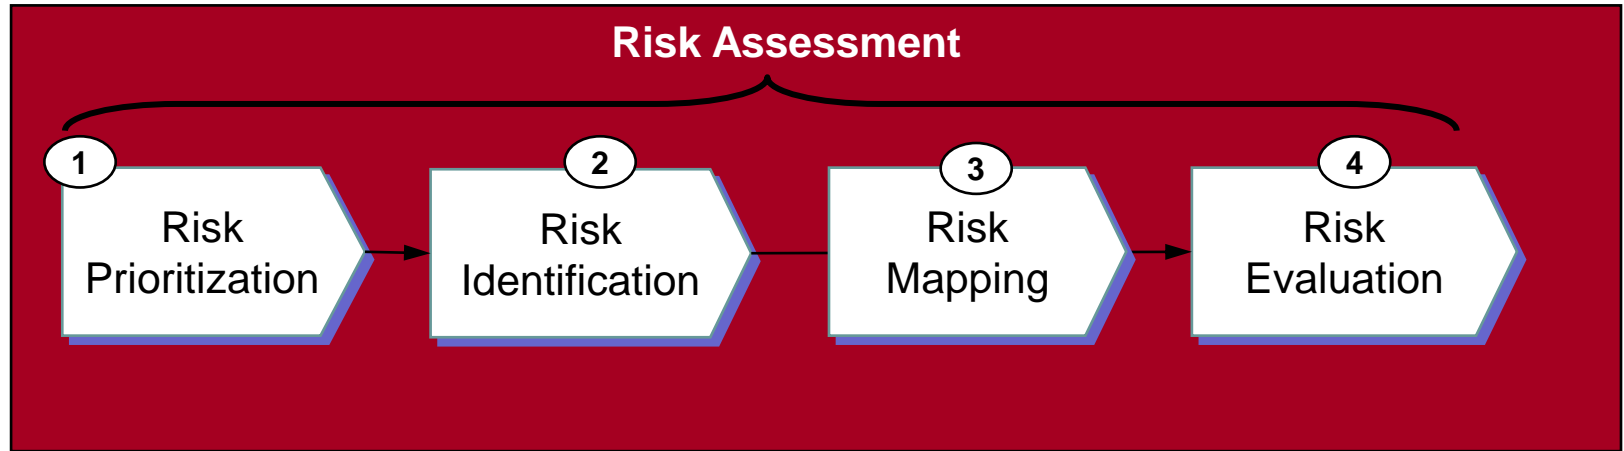 Risk Assessment
1
2
3
4
Risk
Prioritization
Risk
Identification
Risk
Mapping
Risk
Evaluation